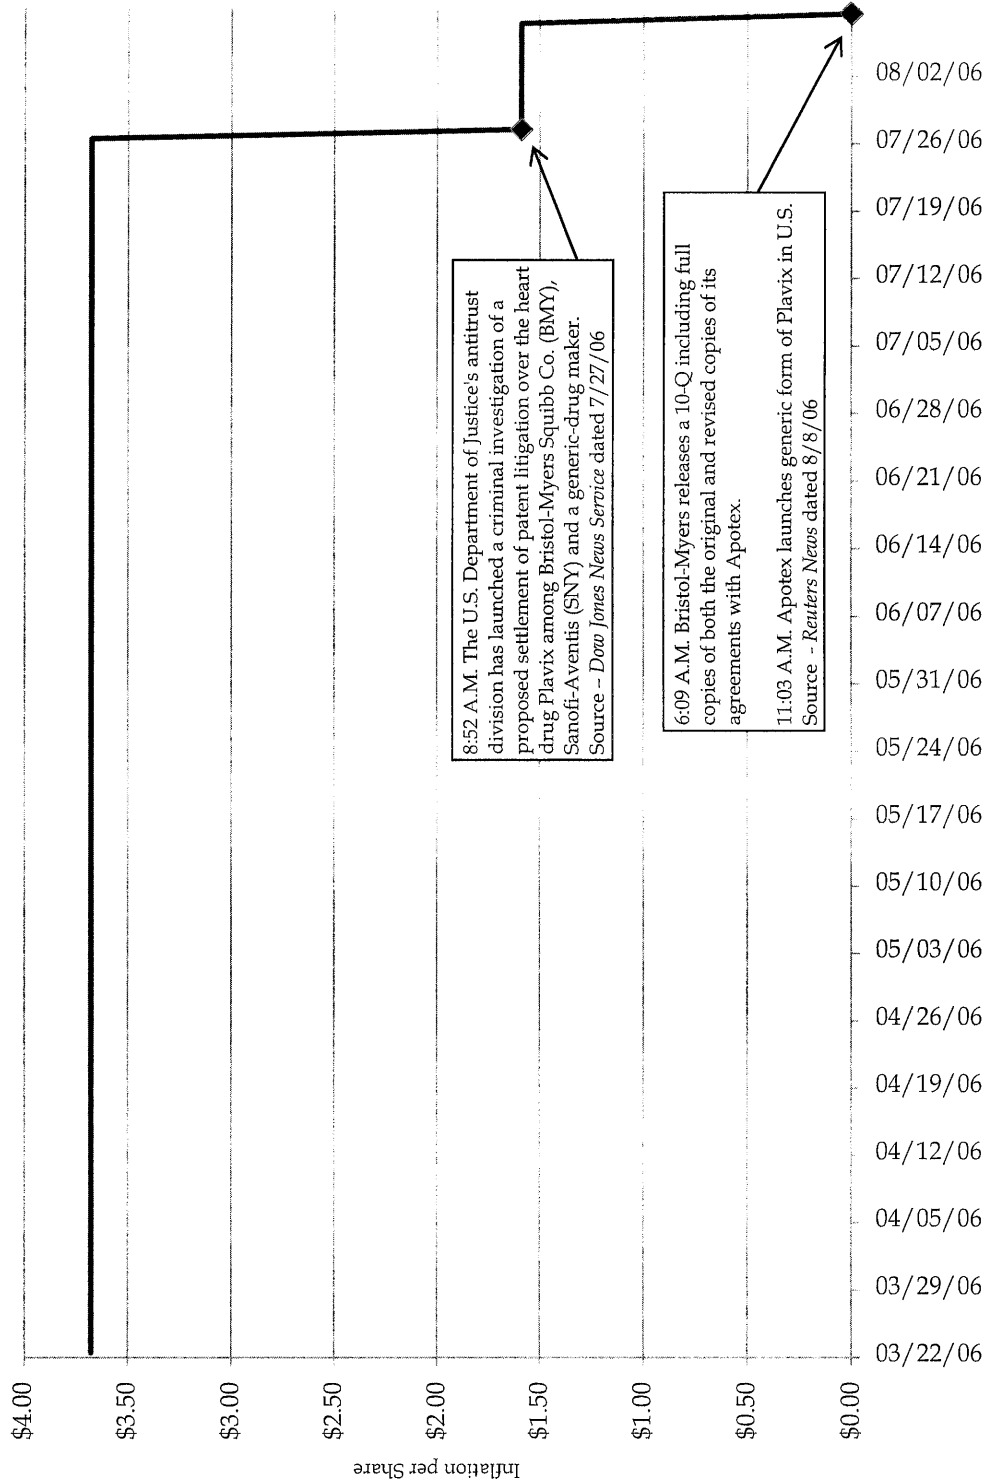 Inflation per Share
$4.00
$3.50
$3.00
$2.50
$2.00
$1.50
$1.00
$0.50
$0.00
8:52 A.M. The U.S. Department of Justice's antitrust
division has launched a criminal investigation of a
proposed settlement of patent litigation over the heart
drug Plavix among Bristol-Myers Squibb Co. (BMY),
Sanofi-Aventis (SNY) and a generic-drug maker.
Source – Dow Jones News Service dated 7/27/06
6:09 A.M. Bristol-Myers releases a 10-Q including full
copies of both the original and revised copies of its
agreements with Apotex.
11:03 A.M. Apotex launches generic form of Plavix in U.S.
Source - Reuters News dated 8/8/06
03/22/06
03/29/06
04/05/06
04/12/06
04/19/06
04/26/06
05/03/06
05/10/06
05/17/06
05/24/06
05/31/06
06/07/06
06/14/06
06/21/06
06/28/06
07/05/06
07/12/06
07/19/06
07/26/06
08/02/06